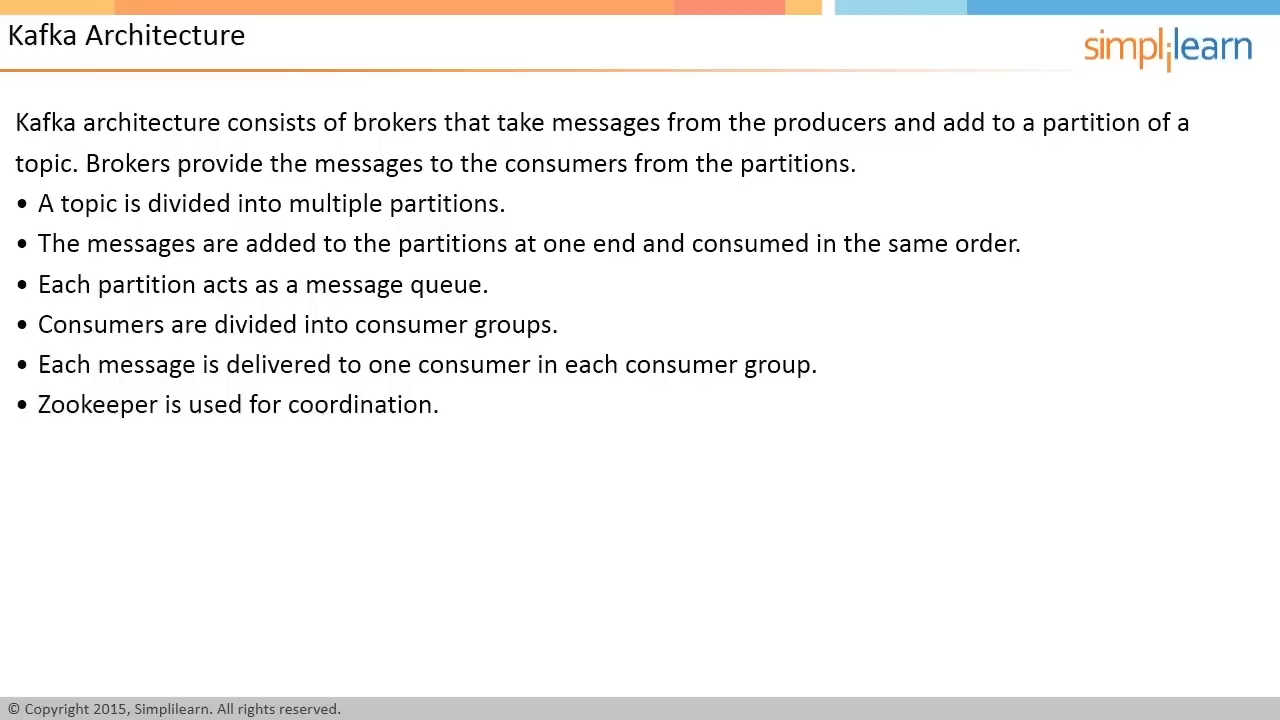 Kafka Architecture
simplilearn
Kafka architecture consists of brokers that take messages from the producers and add to a partition of a
topic. Brokers provide the messages to the consumers from the partitions.
• A topic is divided into multiple partitions.
• The messages are added to the partitions at one end and consumed in the same order.
• Each partition acts as a message queue.
• Consumers are divided into consumer groups.
• Each message is delivered to one consumer in each consumer group.
• Zookeeper is used for coordination.
© Copyright 2015, Simplilearn. All rights reserved.